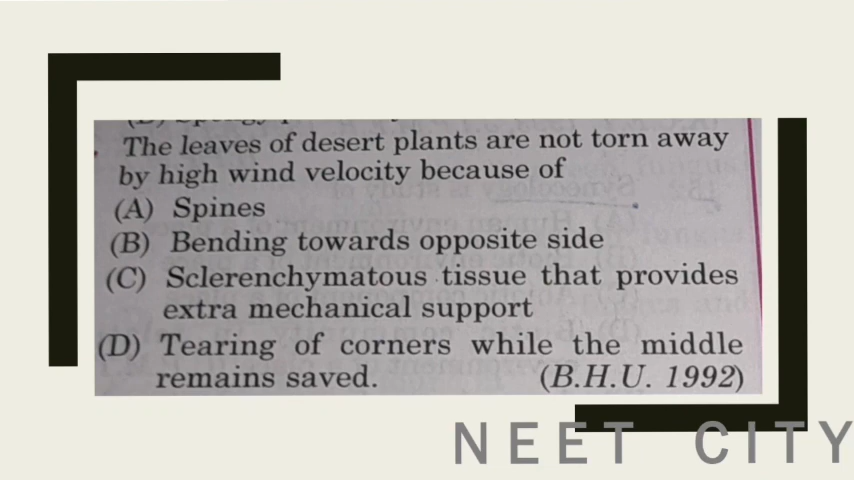 The leaves of desert plants are not torn away
by high wind velocity because of
(A) Spines
(B) Bending towards opposite side
(C) Sclerenchymatous tissue that provides
extra mechanical support
(D) Tearing of corners while the middle
remains saved. (B.H.U. 1992)
NEET CITY